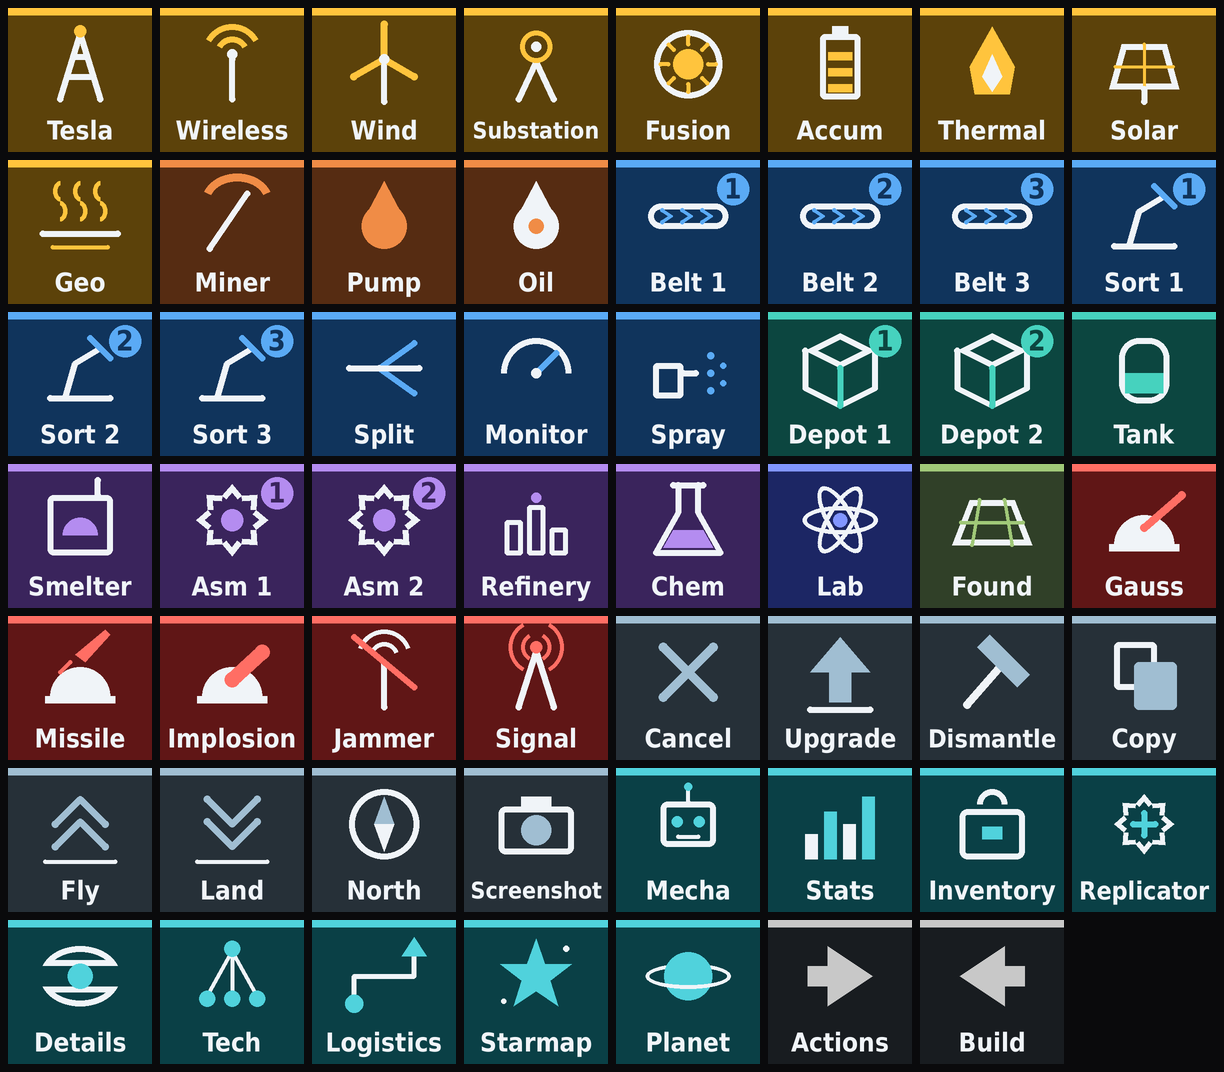 Tesla
Wireless
Wind
Substation
Fusion
Accum
Thermal
Solar
Geo
Miner
Pump
Oil
1
Belt 1
2
Belt 2
3
Belt 3
1
Sort 1
2
Sort 2
3
Sort 3
Split
Monitor
Spray
1
Depot 1
2
Depot 2
Tank
Smelter
1
Asm 1
2
Asm 2
Refinery
Chem
Lab
Found
Gauss
Missile
Implosion
Jammer
Signal
Cancel
Upgrade
Dismantle
Copy
Fly
Land
North
Screenshot
Mecha
Stats
Inventory
Replicator
Details
Tech
Logistics
Starmap
Planet
Actions
Build